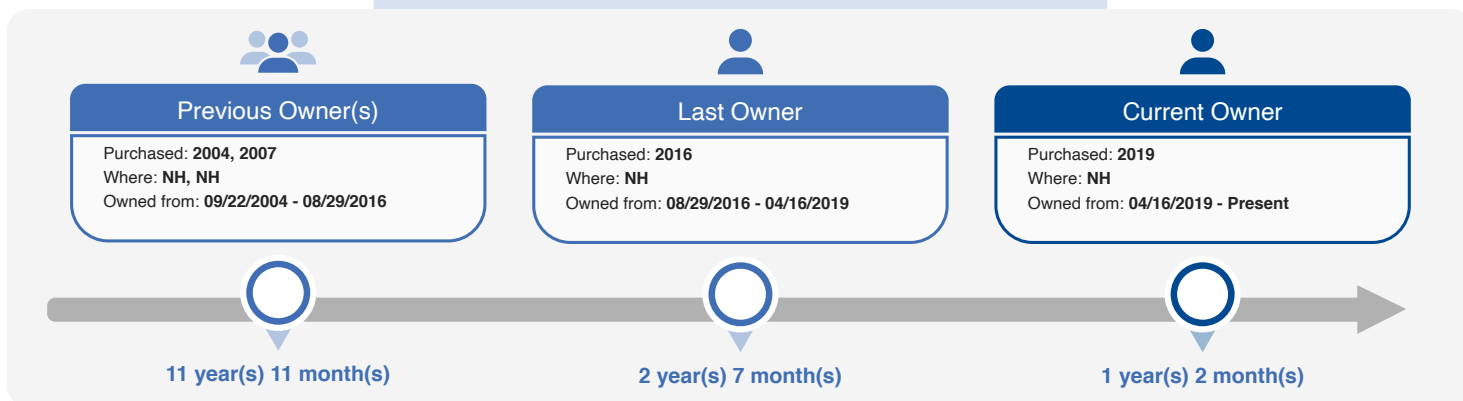 Previous Owner(s)
Purchased: 2004, 2007
Where: NH, NH
Owned from: 09/22/2004 - 08/29/2016
11 year(s) 11 month(s)
Last Owner
Purchased: 2016
Where: NH
Owned from: 08/29/2016 - 04/16/2019
2 year(s) 7 month(s)
Current Owner
Purchased: 2019
Where: NH
Owned from: 04/16/2019 - Present
1 year(s) 2 month(s)